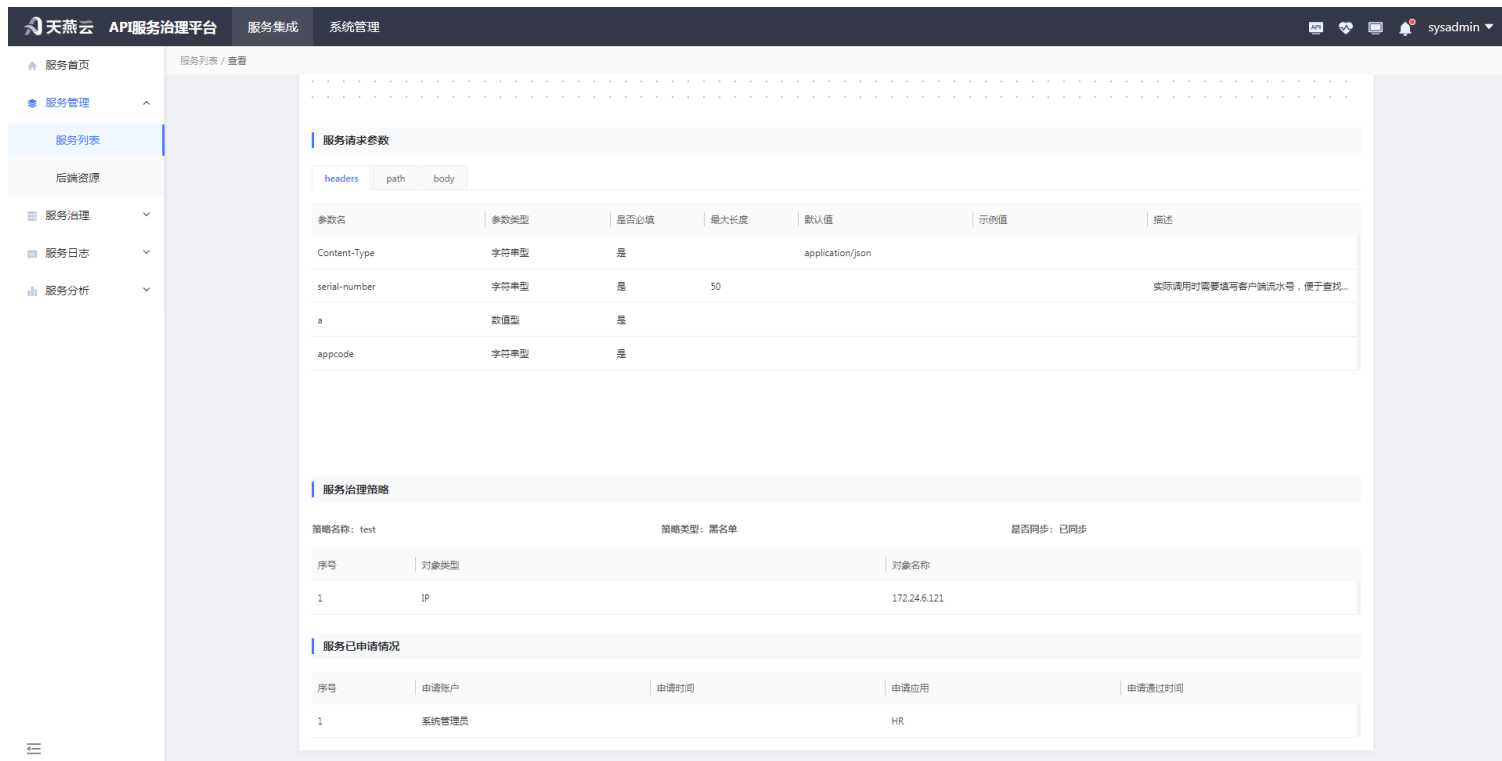 天燕云 API服务治理平台 服务集成 系统管理 API sysadmin
服务首页
服务列表 / 查看
服务管理
服务列表
后端资源
服务治理
服务日志
服务分析
服务请求参数
headers path body
参数名 参数类型 是否必填 最大长度 默认值 示例值 描述
Content-Type 字符串型 是 application/json
serial-number 字符串型 是 50 实际调用时需要填写客户端流水号，便于查找...
a 数值型 是
appcode 字符串型 是
服务治理策略
策略名称：test 策略类型：黑名单 是否同步：已同步
序号 对象类型 对象名称
1 IP 172.24.6.121
服务已申请情况
序号 申请账户 申请时间 申请应用 申请通过时间
1 系统管理员 HR